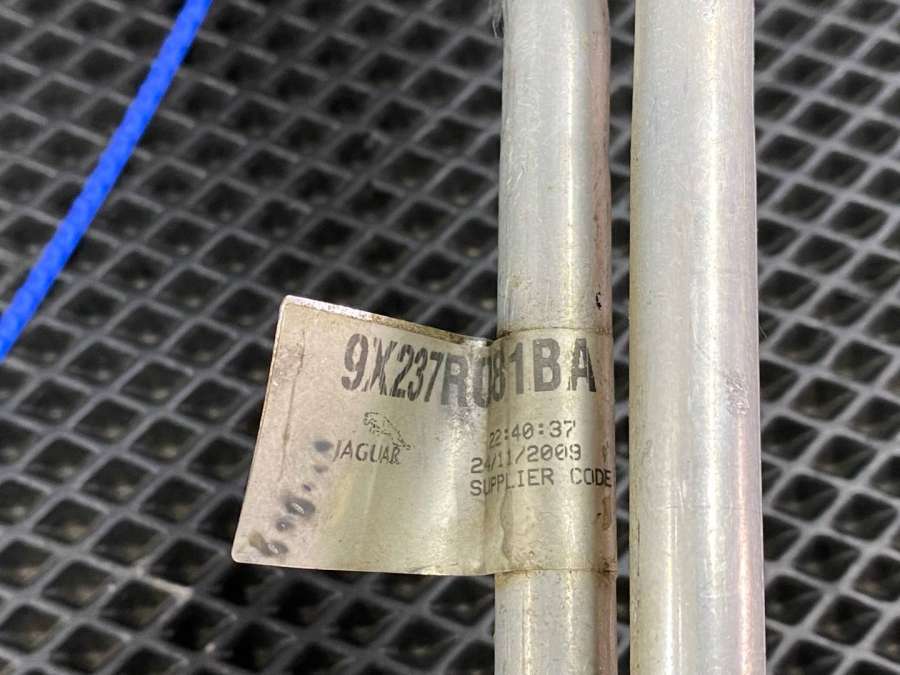 9X237R081BA
JAGUAR
22:40:37
24/11/2009
SUPPLIER CODE